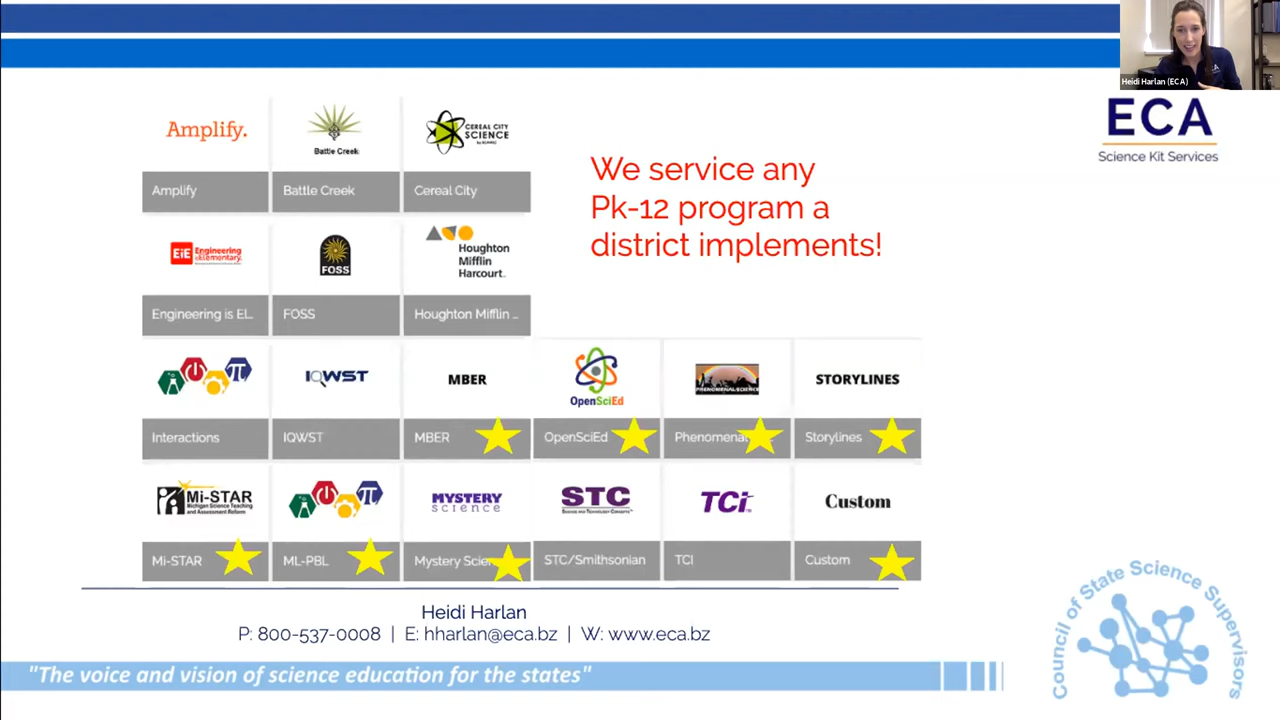 Heidi Harlan (ECA)
ECA
Science Kit Services
Amplify.
Battle Creek
CEREAL CITY
SCIENCE
Amplify
Battle Creek
Cereal City
We service any
Pk-12 program a
district implements!
EiE Engineering
is Elementary.
FOSS
Houghton
Mifflin
Harcourt
Engineering is EL.
FOSS
Houghton Mifflin ...
IQWST
MBER
OpenSciEd
PHENOMENAL SCIENCE
STORYLINES
Interactions
IQWST
MBER
OpenSciEd
Phenomenal
Storylines
Mi-STAR
Michigan Science Teaching
and Assessment Reform
MYSTERY
SCIENCE
STC
SCIENCE AND TECHNOLOGY CONCEPTS
TCi
Custom
Mi-STAR
ML-PBL
Mystery Scien
STC/Smithsonian
TCI
Custom
Heidi Harlan
P: 800-537-0008 | E: hharlan@eca.bz | W: www.eca.bz
"The voice and vision of science education for the states"
Council of State Science Supervisors